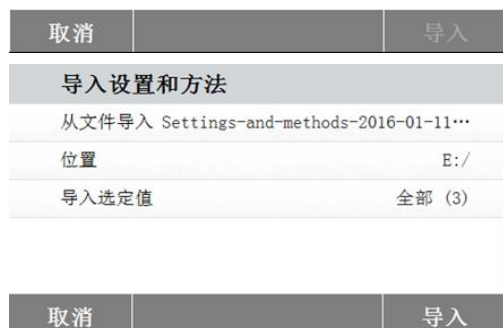 取消 导入
导入设置和方法
从文件导入 Settings-and-methods-2016-01-11…
位置 E:/
导入选定值 全部 (3)
取消 导入